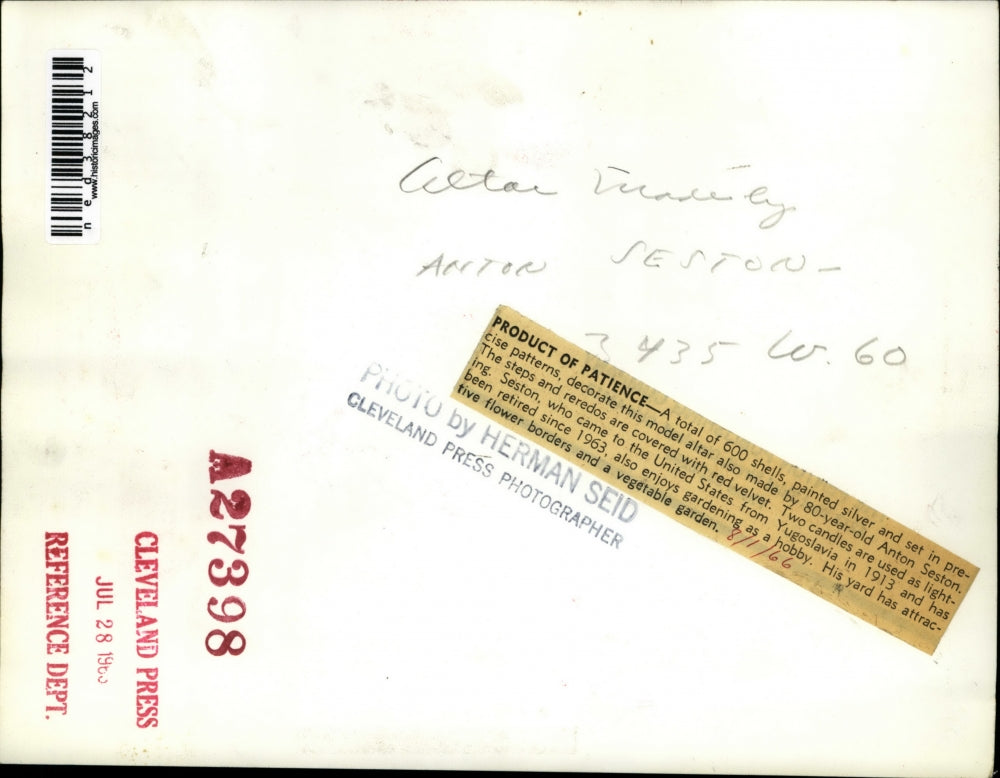 Altar made by
ANTON SESTON-
3435 W. 60
PRODUCT OF PATIENCE—A total of 600 shells, painted silver and set in pre-
cise patterns, decorate this model altar also made by 80-year-old Anton Seston.
The steps and reredos are covered with red velvet. Two candles are used as light-
ing. Seston, who came to the United States from Yugoslavia in 1913 and has
been retired since 1963, also enjoys gardening as a hobby. His yard has attrac-
tive flower borders and a vegetable garden. 8/1/66
PHOTO by HERMAN SEID
CLEVELAND PRESS PHOTOGRAPHER
A27398
CLEVELAND PRESS
JUL 28 19
REFERENCE DEPT.
ned38212
www.historicimages.com